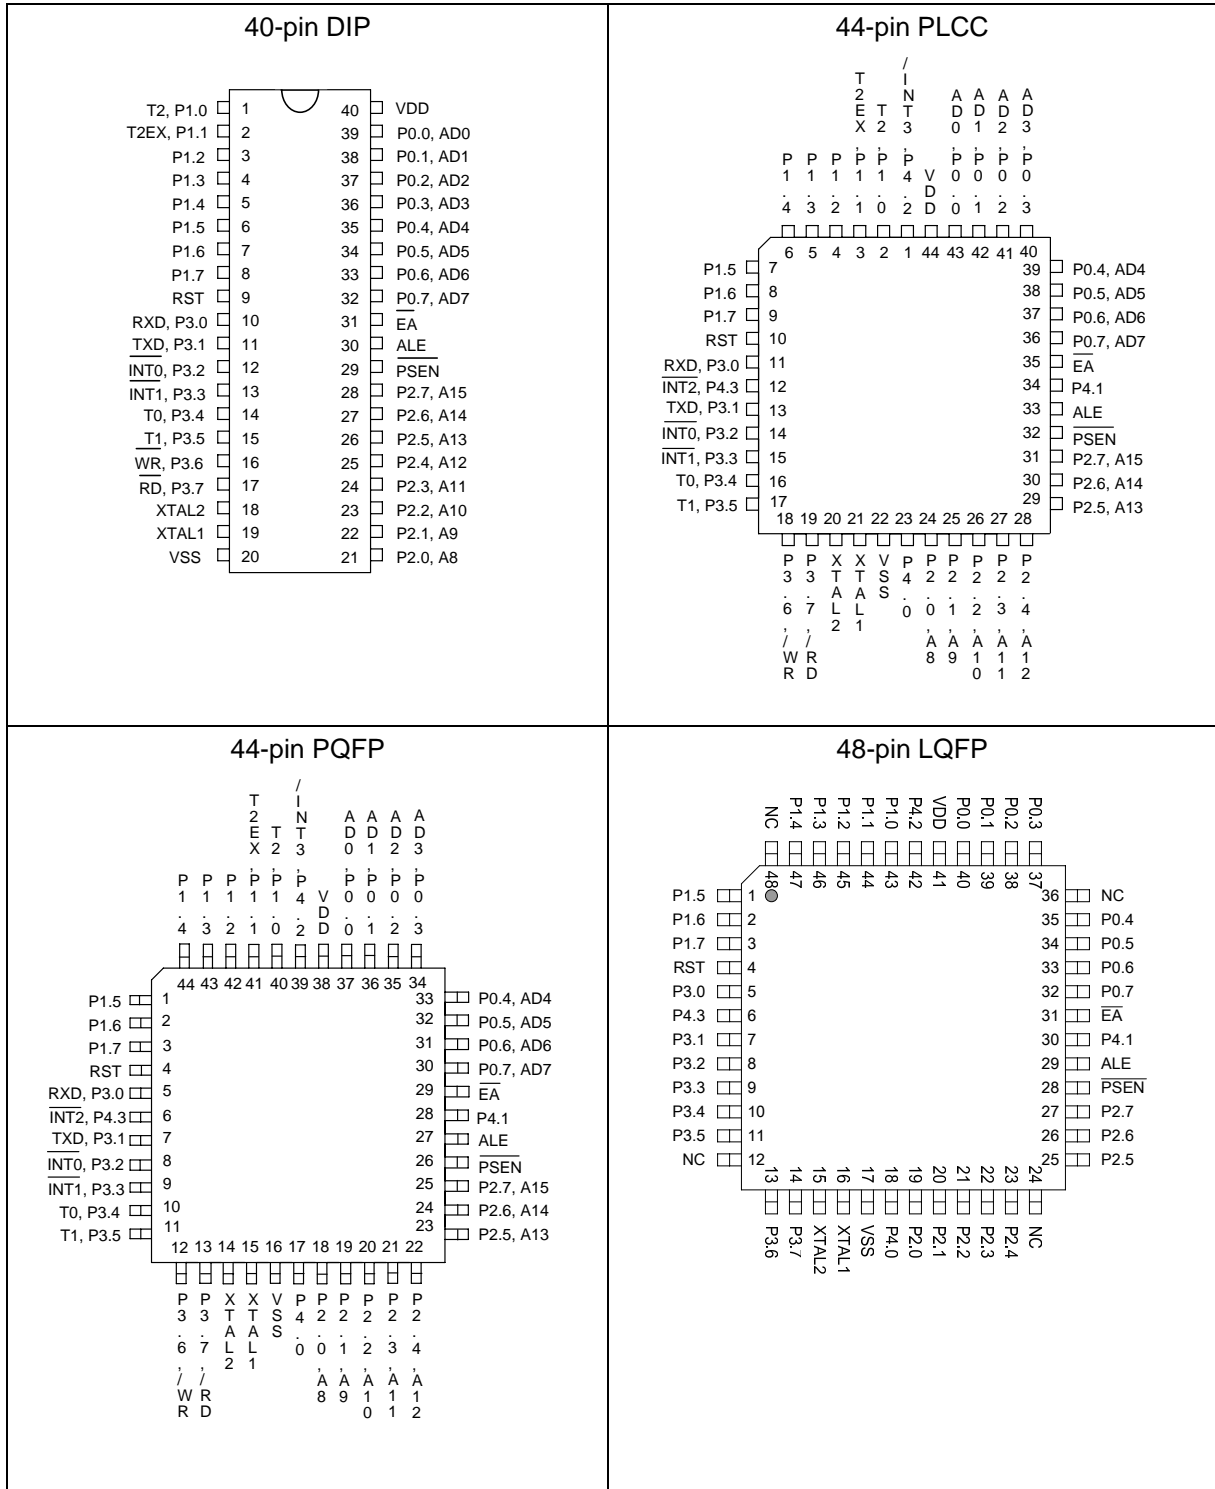 40-pin DIP
T2, P1.0 1 40 VDD
T2EX, P1.1 2 39 P0.0, AD0
P1.2 3 38 P0.1, AD1
P1.3 4 37 P0.2, AD2
P1.4 5 36 P0.3, AD3
P1.5 6 35 P0.4, AD4
P1.6 7 34 P0.5, AD5
P1.7 8 33 P0.6, AD6
RST 9 32 P0.7, AD7
RXD, P3.0 10 31 EA
TXD, P3.1 11 30 ALE
INT0, P3.2 12 29 PSEN
INT1, P3.3 13 28 P2.7, A15
T0, P3.4 14 27 P2.6, A14
T1, P3.5 15 26 P2.5, A13
WR, P3.6 16 25 P2.4, A12
RD, P3.7 17 24 P2.3, A11
XTAL2 18 23 P2.2, A10
XTAL1 19 22 P2.1, A9
VSS 20 21 P2.0, A8
44-pin PLCC
P1.4 P1.3 P1.2 T2EX,P1.1 T2,P1.0 /INT3,P4.2 VDD AD0,P0.0 AD1,P0.1 AD2,P0.2 AD3,P0.3
6 5 4 3 2 1 44 43 42 41 40
P1.5 7 39 P0.4, AD4
P1.6 8 38 P0.5, AD5
P1.7 9 37 P0.6, AD6
RST 10 36 P0.7, AD7
RXD, P3.0 11 35 EA
INT2, P4.3 12 34 P4.1
TXD, P3.1 13 33 ALE
INT0, P3.2 14 32 PSEN
INT1, P3.3 15 31 P2.7, A15
T0, P3.4 16 30 P2.6, A14
T1, P3.5 17 29 P2.5, A13
18 19 20 21 22 23 24 25 26 27 28
P3.6,/WR P3.7,/RD XTAL2 XTAL1 VSS P4.0 P2.0,A8 P2.1,A9 P2.2,A10 P2.3,A11 P2.4,A12
44-pin PQFP
P1.4 P1.3 P1.2 T2EX,P1.1 T2,P1.0 /INT3,P4.2 VDD AD0,P0.0 AD1,P0.1 AD2,P0.2 AD3,P0.3
44 43 42 41 40 39 38 37 36 35 34
P1.5 1 33 P0.4, AD4
P1.6 2 32 P0.5, AD5
P1.7 3 31 P0.6, AD6
RST 4 30 P0.7, AD7
RXD, P3.0 5 29 EA
INT2, P4.3 6 28 P4.1
TXD, P3.1 7 27 ALE
INT0, P3.2 8 26 PSEN
INT1, P3.3 9 25 P2.7, A15
T0, P3.4 10 24 P2.6, A14
T1, P3.5 11 23 P2.5, A13
12 13 14 15 16 17 18 19 20 21 22
P3.6,/WR P3.7,/RD XTAL2 XTAL1 VSS P4.0 P2.0,A8 P2.1,A9 P2.2,A10 P2.3,A11 P2.4,A12
48-pin LQFP
NC P1.4 P1.3 P1.2 P1.1 P1.0 P4.2 VDD P0.0 P0.1 P0.2 P0.3
48 47 46 45 44 43 42 41 40 39 38 37
P1.5 1 36 NC
P1.6 2 35 P0.4
P1.7 3 34 P0.5
RST 4 33 P0.6
P3.0 5 32 P0.7
P4.3 6 31 EA
P3.1 7 30 P4.1
P3.2 8 29 ALE
P3.3 9 28 PSEN
P3.4 10 27 P2.7
P3.5 11 26 P2.6
NC 12 25 P2.5
13 14 15 16 17 18 19 20 21 22 23 24
P3.6 P3.7 XTAL2 XTAL1 VSS P4.0 P2.0 P2.1 P2.2 P2.3 P2.4 NC